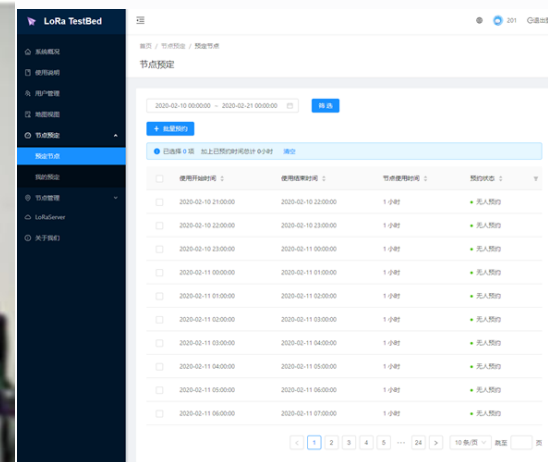 LoRa TestBed
201
系统概况
首页 / 节点预定 / 预定节点
节点预定
使用说明
用户管理
地图视图
节点预定
预定节点
我的预定
节点管理
LoRaServer
关于我们
2020-02-10 00:00:00 ~ 2020-02-21 00:00:00 筛 选
+ 批量预约
已选择 0 项 加上已预约时间总计 0小时 清空
使用开始时间 使用结束时间 节点使用时间 预约状态
2020-02-10 21:00:00 2020-02-10 22:00:00 1 小时 无人预约
2020-02-10 22:00:00 2020-02-10 23:00:00 1 小时 无人预约
2020-02-10 23:00:00 2020-02-11 00:00:00 1 小时 无人预约
2020-02-11 00:00:00 2020-02-11 01:00:00 1 小时 无人预约
2020-02-11 01:00:00 2020-02-11 02:00:00 1 小时 无人预约
2020-02-11 02:00:00 2020-02-11 03:00:00 1 小时 无人预约
2020-02-11 03:00:00 2020-02-11 04:00:00 1 小时 无人预约
2020-02-11 04:00:00 2020-02-11 05:00:00 1 小时 无人预约
2020-02-11 05:00:00 2020-02-11 06:00:00 1 小时 无人预约
2020-02-11 06:00:00 2020-02-11 07:00:00 1 小时 无人预约
< 1 2 3 4 5 ··· 24 > 10 条/页 跳至 页